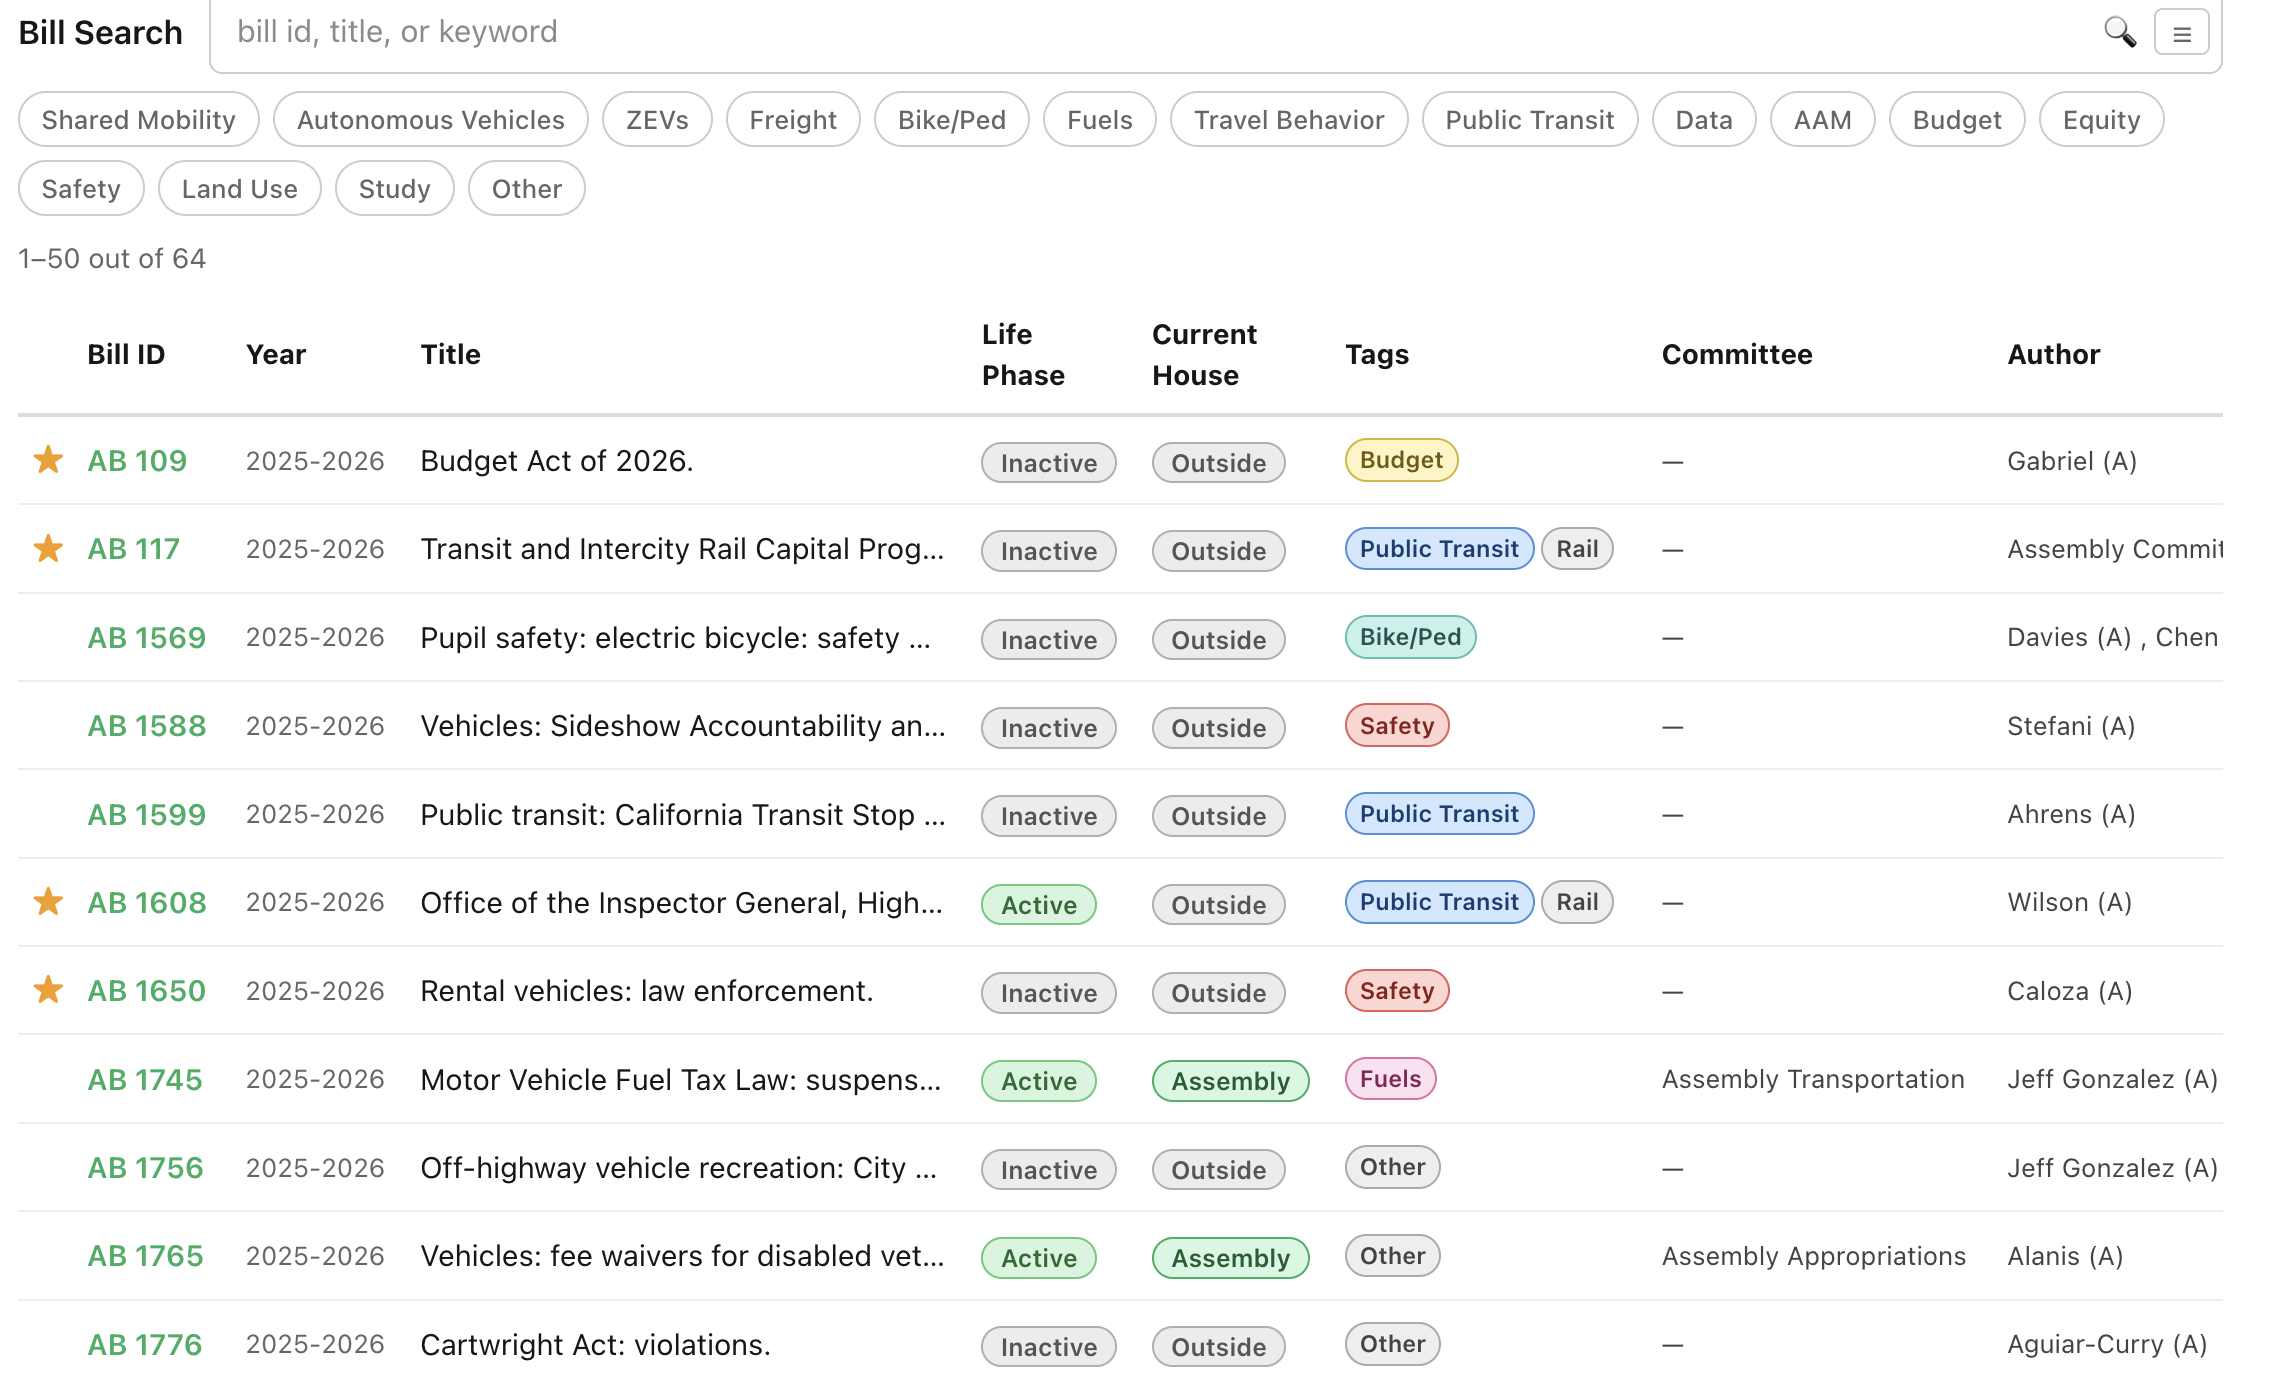 Bill Search bill id, title, or keyword
Shared Mobility Autonomous Vehicles ZEVs Freight Bike/Ped Fuels Travel Behavior Public Transit Data AAM Budget Equity
Safety Land Use Study Other
1–50 out of 64
Bill ID Year Title Life Phase Current House Tags Committee Author
AB 109 2025-2026 Budget Act of 2026. Inactive Outside Budget — Gabriel (A)
AB 117 2025-2026 Transit and Intercity Rail Capital Prog... Inactive Outside Public Transit Rail — Assembly Commit
AB 1569 2025-2026 Pupil safety: electric bicycle: safety ... Inactive Outside Bike/Ped — Davies (A) , Chen
AB 1588 2025-2026 Vehicles: Sideshow Accountability an... Inactive Outside Safety — Stefani (A)
AB 1599 2025-2026 Public transit: California Transit Stop ... Inactive Outside Public Transit — Ahrens (A)
AB 1608 2025-2026 Office of the Inspector General, High... Active Outside Public Transit Rail — Wilson (A)
AB 1650 2025-2026 Rental vehicles: law enforcement. Inactive Outside Safety — Caloza (A)
AB 1745 2025-2026 Motor Vehicle Fuel Tax Law: suspens... Active Assembly Fuels Assembly Transportation Jeff Gonzalez (A)
AB 1756 2025-2026 Off-highway vehicle recreation: City ... Inactive Outside Other — Jeff Gonzalez (A)
AB 1765 2025-2026 Vehicles: fee waivers for disabled vet... Active Assembly Other Assembly Appropriations Alanis (A)
AB 1776 2025-2026 Cartwright Act: violations. Inactive Outside Other — Aguiar-Curry (A)